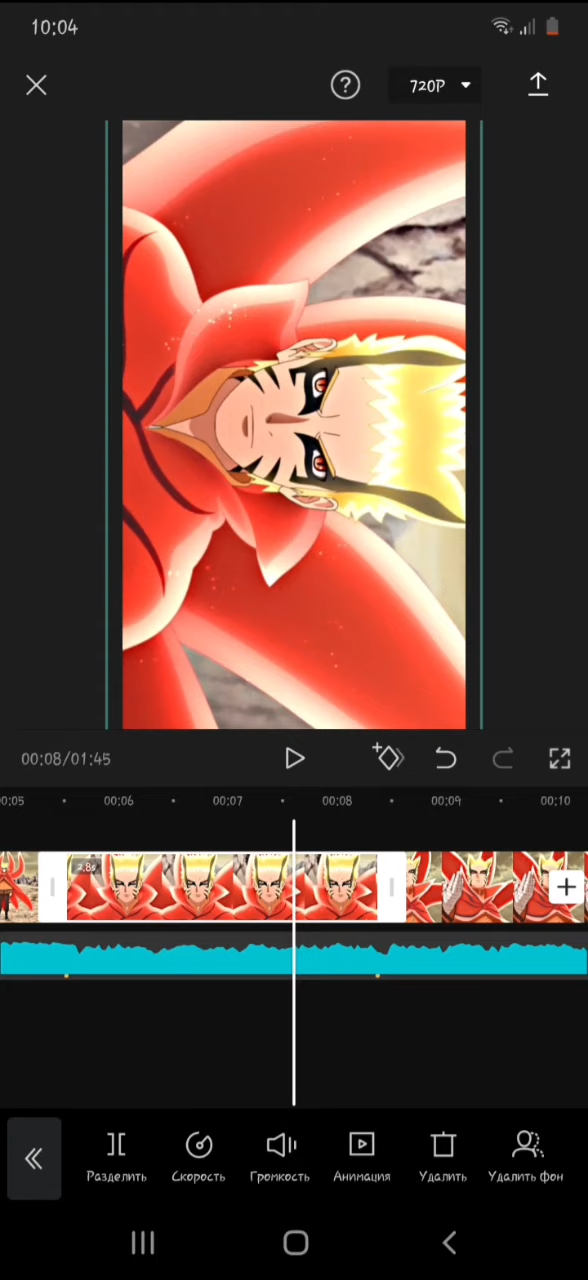 10:04
720P
00:08/01:45
0:05
00:06
00:07
00:08
00:09
00:10
2.8s
Разделить
Скорость
Громкость
Анимация
Удалить
Удалить фон